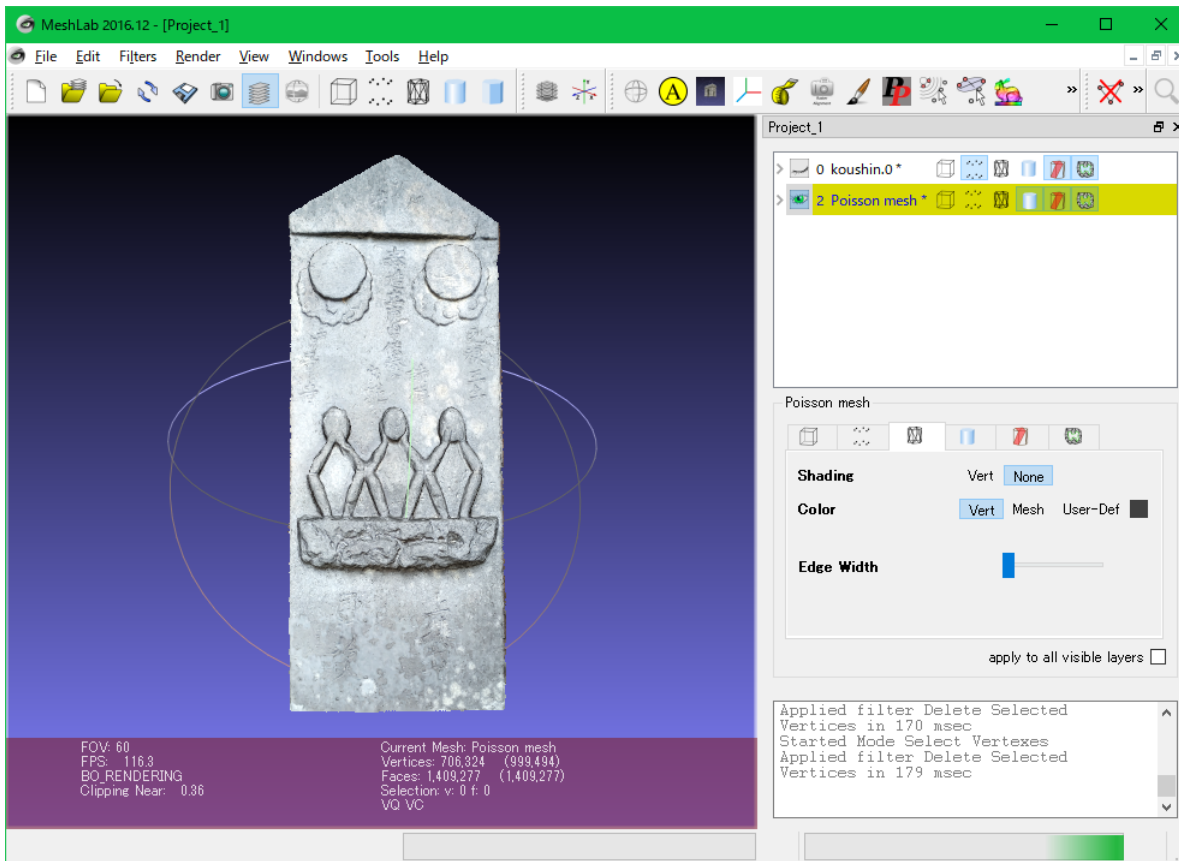 MeshLab 2016.12 - [Project_1]
File Edit Filters Render View Windows Tools Help
A
PP
Project_1
0 koushin.0 *
2 Poisson mesh *
Poisson mesh
Shading Vert None
Color Vert Mesh User-Def
Edge Width
apply to all visible layers
Applied filter Delete Selected
Vertices in 170 msec
Started Mode Select Vertexes
Applied filter Delete Selected
Vertices in 179 msec
FOV: 60
FPS: 116.3
BO_RENDERING
Clipping Near: 0.36
Current Mesh: Poisson mesh
Vertices: 706,324 (999,494)
Faces: 1,409,277 (1,409,277)
Selection: v: 0 f: 0
VQ VC